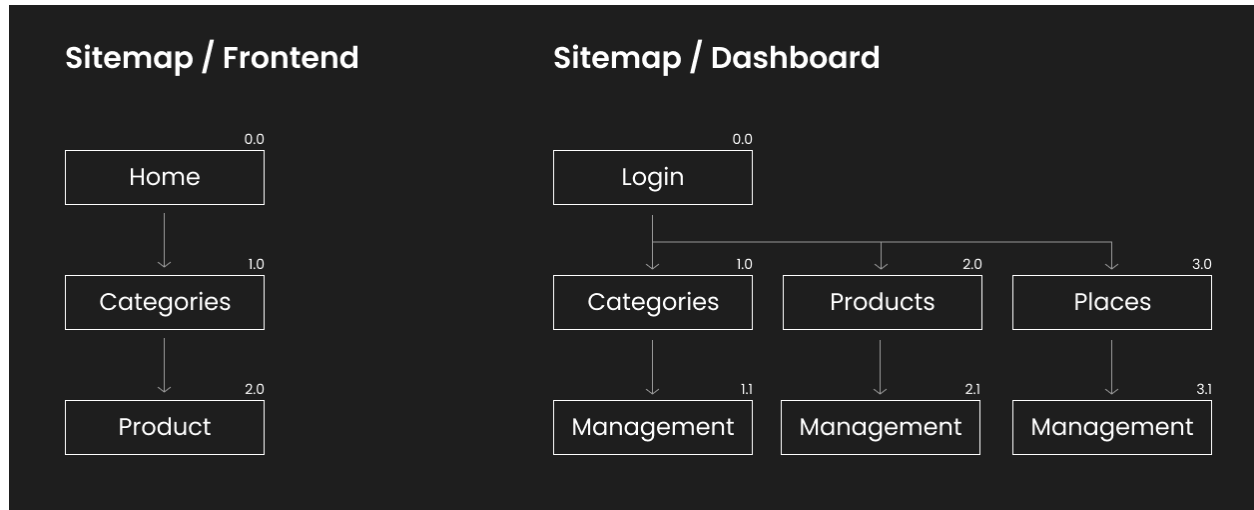 Sitemap / Frontend
0.0
Home
1.0
Categories
2.0
Product
Sitemap / Dashboard
0.0
Login
1.0
Categories
2.0
Products
3.0
Places
1.1
Management
2.1
Management
3.1
Management